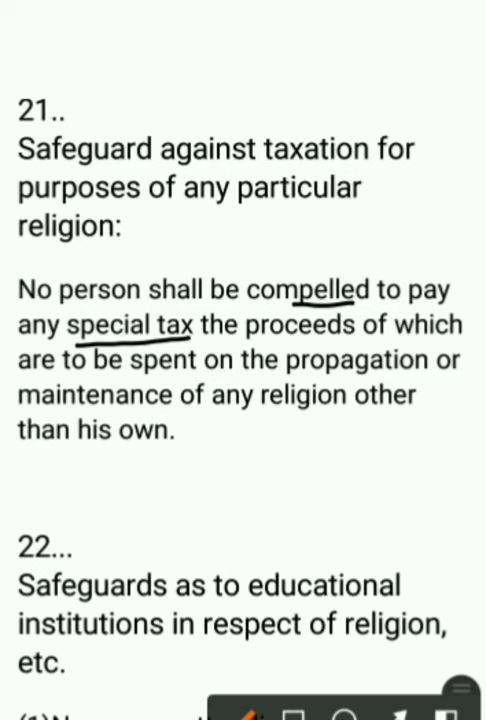 21..
Safeguard against taxation for
purposes of any particular
religion:
No person shall be compelled to pay
any special tax the proceeds of which
are to be spent on the propagation or
maintenance of any religion other
than his own.
22...
Safeguards as to educational
institutions in respect of religion,
etc.